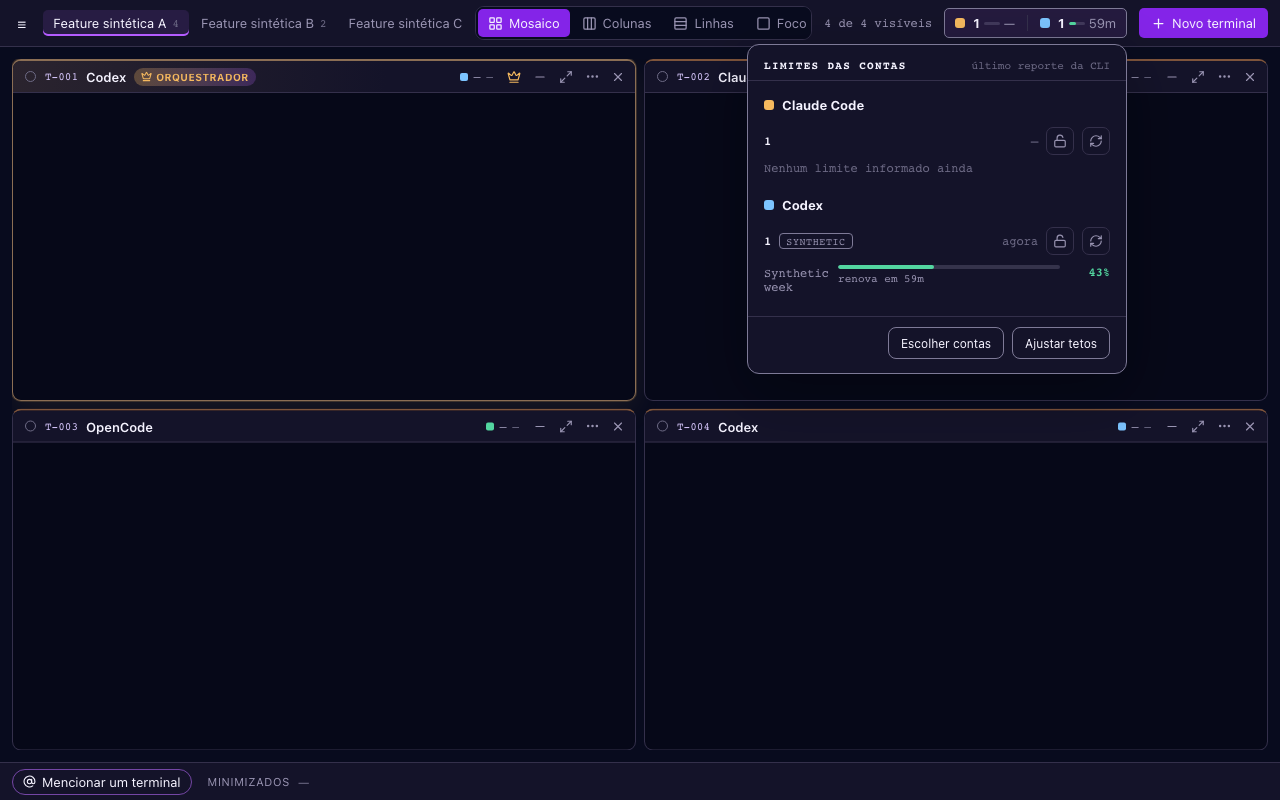 Feature sintética A 4
Feature sintética B 2
Feature sintética C
Mosaico
Colunas
Linhas
Foco
4 de 4 visíveis
1 —
1 59m
Novo terminal
T-001 Codex ORQUESTRADOR — —
T-002 Clau
LIMITES DAS CONTAS último reporte da CLI
Claude Code
1 —
Nenhum limite informado ainda
Codex
1 SYNTHETIC agora
Synthetic week
renova em 59m
43%
Escolher contas
Ajustar tetos
T-003 OpenCode — —
T-004 Codex — —
@ Mencionar um terminal
MINIMIZADOS —